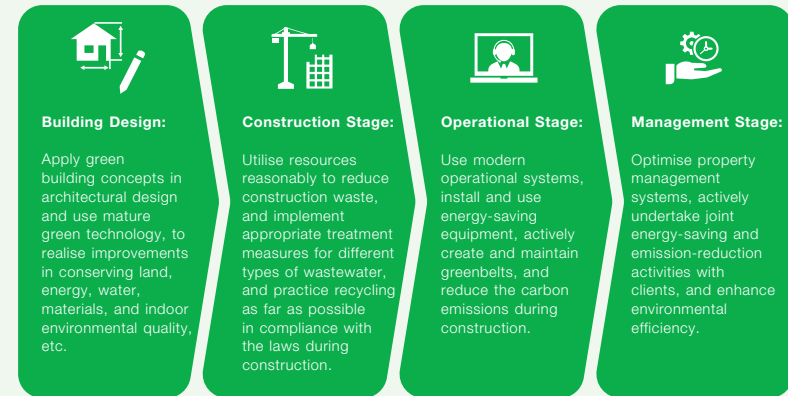 Building Design:
Apply green
building concepts in
architectural design
and use mature
green technology, to
realise improvements
in conserving land,
energy, water,
materials, and indoor
environmental quality,
etc.
Construction Stage:
Utilise resources
reasonably to reduce
construction waste,
and implement
appropriate treatment
measures for different
types of wastewater,
and practice recycling
as far as possible
in compliance with
the laws during
construction.
Operational Stage:
Use modern
operational systems,
install and use
energy-saving
equipment, actively
create and maintain
greenbelts, and
reduce the carbon
emissions during
construction.
Management Stage:
Optimise property
management
systems, actively
undertake joint
energy-saving and
emission-reduction
activities with
clients, and enhance
environmental
efficiency.